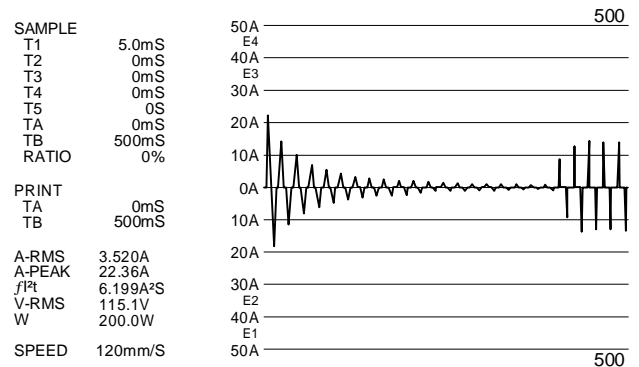 SAMPLE
T1 5.0mS
T2 0mS
T3 0mS
T4 0mS
T5 0S
TA 0mS
TB 500mS
RATIO 0%
PRINT
TA 0mS
TB 500mS
A-RMS 3.520A
A-PEAK 22.36A
ƒI²t 6.199A²S
V-RMS 115.1V
W 200.0W
SPEED 120mm/S
500
50A
E4
40A
E3
30A
20A
10A
0A
10A
20A
30A
E2
40A
E1
50A
500